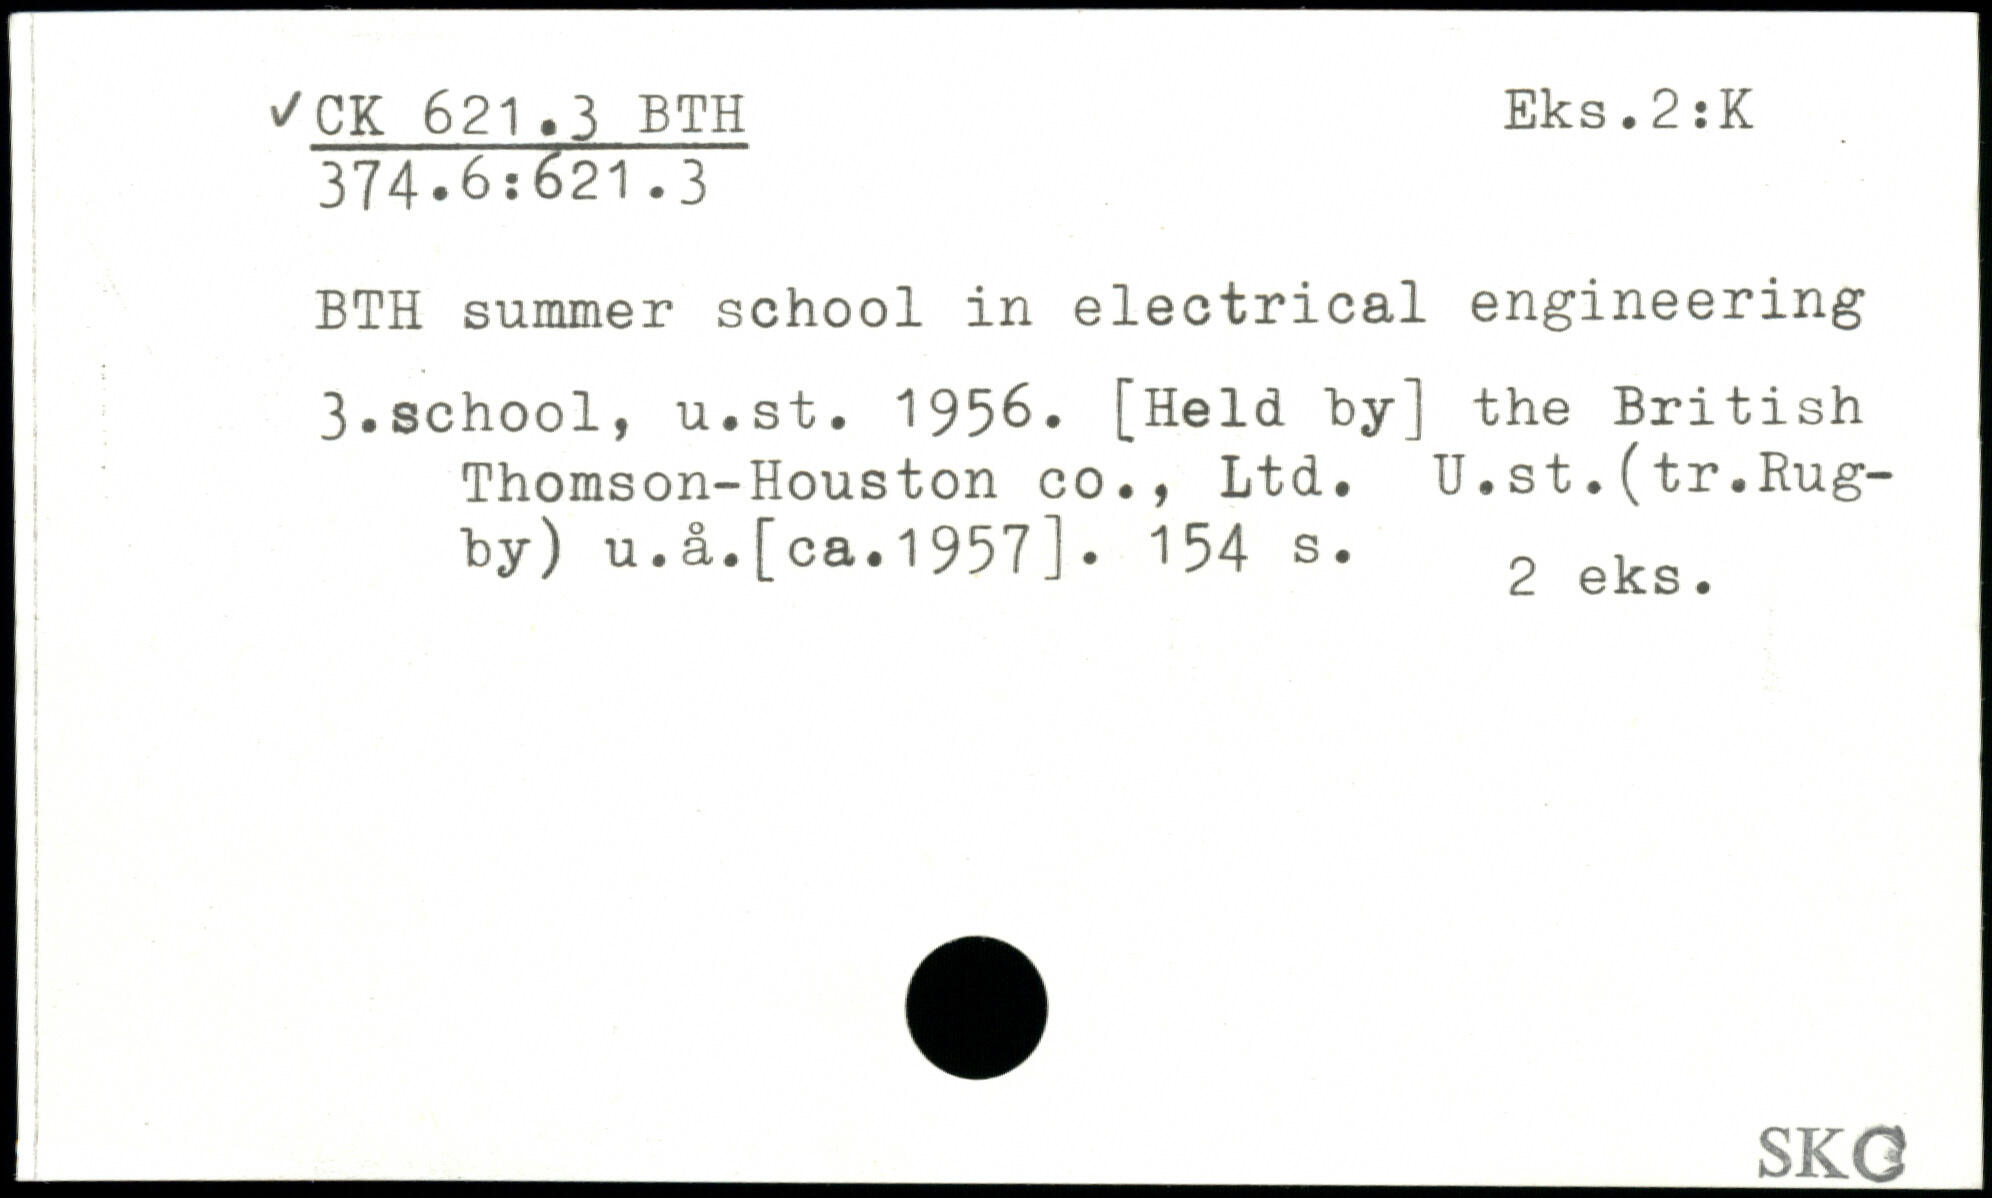 ✓ CK 621.3 BTH
Eks.2:K
374.6:621.3
BTH summer school in electrical engineering
3.school, u.st. 1956. [Held by] the British
Thomson-Houston co., Ltd. U.st.(tr.Rug-
by) u.å.[ca.1957]. 154 s.
2 eks.
SKC